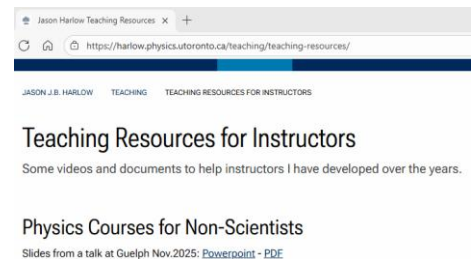 Jason Harlow Teaching Resources
https://harlow.physics.utoronto.ca/teaching/teaching-resources/
JASON J.B. HARLOW TEACHING TEACHING RESOURCES FOR INSTRUCTORS
Teaching Resources for Instructors
Some videos and documents to help instructors I have developed over the years.
Physics Courses for Non-Scientists
Slides from a talk at Guelph Nov.2025: Powerpoint - PDF